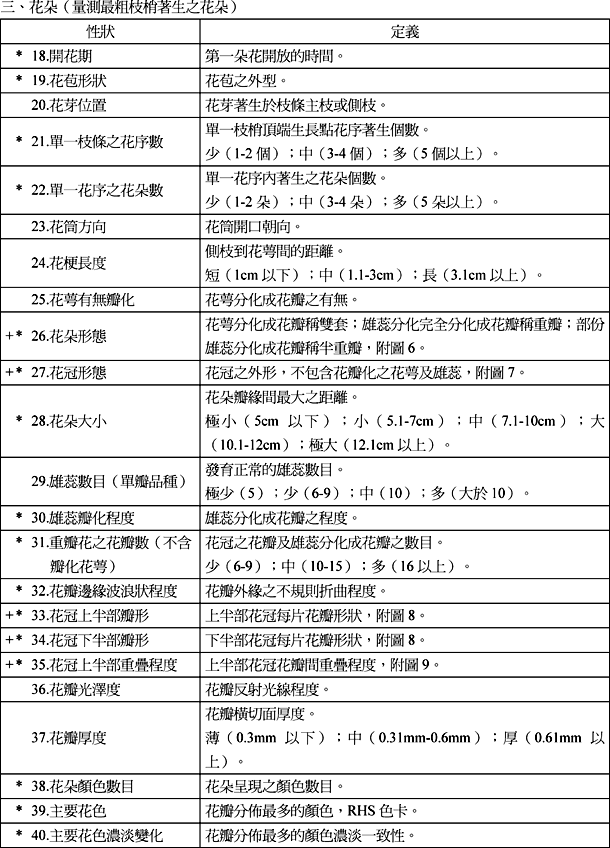 三、花朵（量測最粗枝梢著生之花朵）
性狀 定義
* 18.開花期 第一朵花開放的時間。
* 19.花苞形狀 花苞之外型。
20.花芽位置 花芽著生於枝條主枝或側枝。
* 21.單一枝條之花序數 單一枝梢頂端生長點花序著生個數。
少（1-2 個）；中（3-4 個）；多（5 個以上）。
* 22.單一花序之花朵數 單一花序內著生之花朵個數。
少（1-2 朵）；中（3-4 朵）；多（5 朵以上）。
23.花筒方向 花筒開口朝向。
24.花梗長度 側枝到花萼間的距離。
短（1cm 以下）；中（1.1-3cm）；長（3.1cm 以上）。
25.花萼有無瓣化 花萼分化成花瓣之有無。
+* 26.花朵形態 花萼分化成花瓣稱雙套；雄蕊分化完全分化成花瓣稱重瓣；部份
雄蕊分化成花瓣稱半重瓣，附圖 6。
+* 27.花冠形態 花冠之外形，不包含花瓣化之花萼及雄蕊，附圖 7。
* 28.花朵大小 花朵瓣緣間最大之距離。
極小（5cm 以下）；小（5.1-7cm）；中（7.1-10cm）；大
（10.1-12cm）；極大（12.1cm 以上）。
29.雄蕊數目（單瓣品種） 發育正常的雄蕊數目。
極少（5）；少（6-9）；中（10）；多（大於 10）。
* 30.雄蕊瓣化程度 雄蕊分化成花瓣之程度。
* 31.重瓣花之花瓣數（不含 花冠之花瓣及雄蕊分化成花瓣之數目。
瓣化花萼） 少（6-9）；中（10-15）；多（16 以上）。
* 32.花瓣邊緣波浪狀程度 花瓣外緣之不規則折曲程度。
+* 33.花冠上半部瓣形 上半部花冠每片花瓣形狀，附圖 8。
+* 34.花冠下半部瓣形 下半部花冠每片花瓣形狀，附圖 8。
+* 35.花冠上半部重疊程度 上半部花冠花瓣間重疊程度，附圖 9。
36.花瓣光澤度 花瓣反射光線程度。
37.花瓣厚度 花瓣橫切面厚度。
薄（0.3mm 以下）；中（0.31mm-0.6mm）；厚（0.61mm 以
上）。
* 38.花朵顏色數目 花朵呈現之顏色數目。
* 39.主要花色 花瓣分佈最多的顏色，RHS 色卡。
* 40.主要花色濃淡變化 花瓣分佈最多的顏色濃淡一致性。